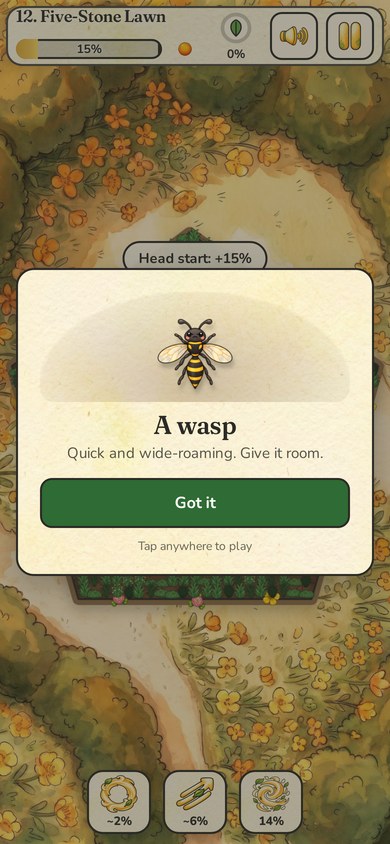 12. Five-Stone Lawn
15%
0%
Head start: +15%
A wasp
Quick and wide-roaming. Give it room.
Got it
Tap anywhere to play
~2%
~6%
14%